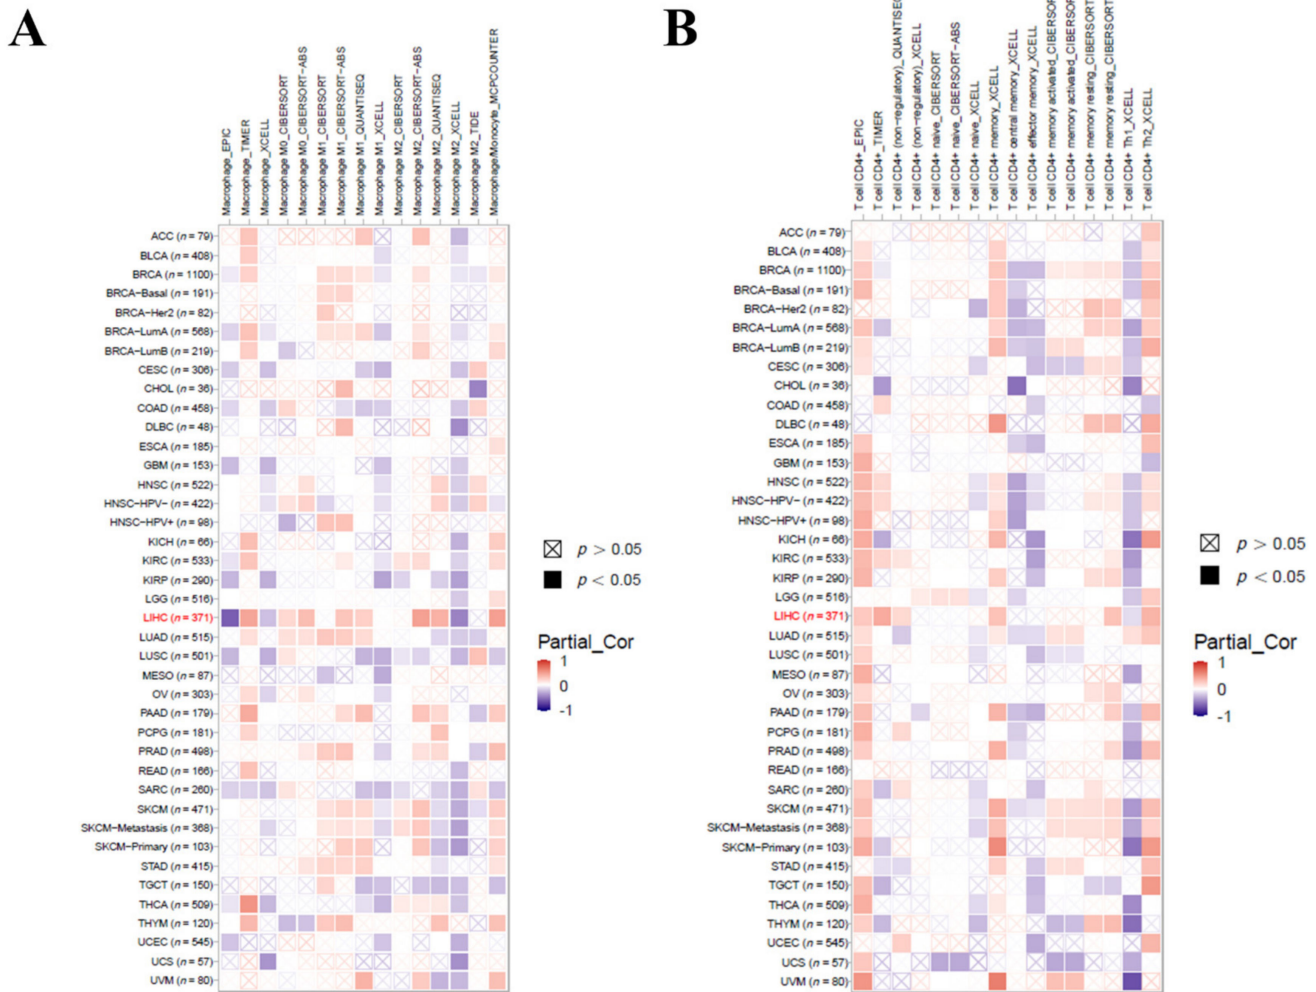 A
Macrophage_EPIC
Macrophage_TIMER
Macrophage_XCELL
Macrophage M0_CIBERSORT
Macrophage M0_CIBERSORT-ABS
Macrophage M1_CIBERSORT
Macrophage M1_CIBERSORT-ABS
Macrophage M1_QUANTISEQ
Macrophage M1_XCELL
Macrophage M2_CIBERSORT
Macrophage M2_CIBERSORT-ABS
Macrophage M2_QUANTISEQ
Macrophage M2_XCELL
Macrophage M2_TIDE
Macrophage/Monocyte_MCPCOUNTER
ACC (n = 79)
BLCA (n = 408)
BRCA (n = 1100)
BRCA-Basal (n = 191)
BRCA-Her2 (n = 82)
BRCA-LumA (n = 568)
BRCA-LumB (n = 219)
CESC (n = 306)
CHOL (n = 36)
COAD (n = 458)
DLBC (n = 48)
ESCA (n = 185)
GBM (n = 153)
HNSC (n = 522)
HNSC-HPV- (n = 422)
HNSC-HPV+ (n = 98)
KICH (n = 66)
KIRC (n = 533)
KIRP (n = 290)
LGG (n = 516)
LIHC (n = 371)
LUAD (n = 515)
LUSC (n = 501)
MESO (n = 87)
OV (n = 303)
PAAD (n = 179)
PCPG (n = 181)
PRAD (n = 498)
READ (n = 166)
SARC (n = 260)
SKCM (n = 471)
SKCM-Metastasis (n = 368)
SKCM-Primary (n = 103)
STAD (n = 415)
TGCT (n = 150)
THCA (n = 509)
THYM (n = 120)
UCEC (n = 545)
UCS (n = 57)
UVM (n = 80)
p > 0.05
p < 0.05
Partial_Cor
1
0
-1
B
T cell CD4+_EPIC
T cell CD4+_TIMER
T cell CD4+ (non-regulatory)_QUANTISEQ
T cell CD4+ (non-regulatory)_XCELL
T cell CD4+ naive_CIBERSORT
T cell CD4+ naive_CIBERSORT-ABS
T cell CD4+ naive_XCELL
T cell CD4+ memory_XCELL
T cell CD4+ central memory_XCELL
T cell CD4+ effector memory_XCELL
T cell CD4+ memory activated_CIBERSOR
T cell CD4+ memory activated_CIBERSOR
T cell CD4+ memory resting_CIBERSORT
T cell CD4+ memory resting_CIBERSORT
T cell CD4+ Th1_XCELL
T cell CD4+ Th2_XCELL
ACC (n = 79)
BLCA (n = 408)
BRCA (n = 1100)
BRCA-Basal (n = 191)
BRCA-Her2 (n = 82)
BRCA-LumA (n = 568)
BRCA-LumB (n = 219)
CESC (n = 306)
CHOL (n = 36)
COAD (n = 458)
DLBC (n = 48)
ESCA (n = 185)
GBM (n = 153)
HNSC (n = 522)
HNSC-HPV- (n = 422)
HNSC-HPV+ (n = 98)
KICH (n = 66)
KIRC (n = 533)
KIRP (n = 290)
LGG (n = 516)
LIHC (n = 371)
LUAD (n = 515)
LUSC (n = 501)
MESO (n = 87)
OV (n = 303)
PAAD (n = 179)
PCPG (n = 181)
PRAD (n = 498)
READ (n = 166)
SARC (n = 260)
SKCM (n = 471)
SKCM-Metastasis (n = 368)
SKCM-Primary (n = 103)
STAD (n = 415)
TGCT (n = 150)
THCA (n = 509)
THYM (n = 120)
UCEC (n = 545)
UCS (n = 57)
UVM (n = 80)
p > 0.05
p < 0.05
Partial_Cor
1
0
-1